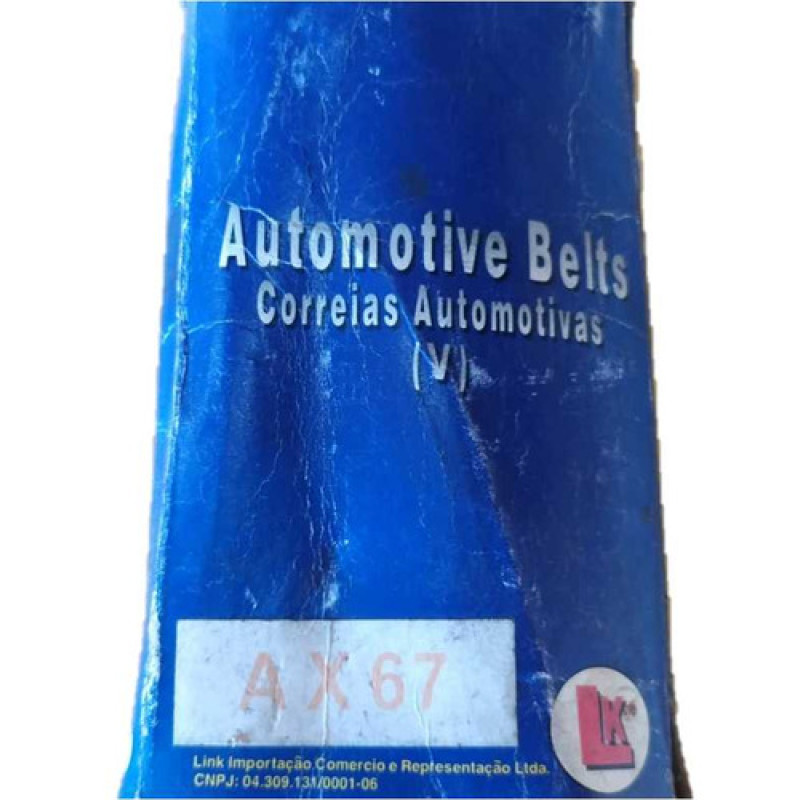 Automotive Belts
Correias Automotivas
(V)
AX67
LK
Link Importação Comercio e Representação Ltda.
CNPJ: 04.309.131/0001-06